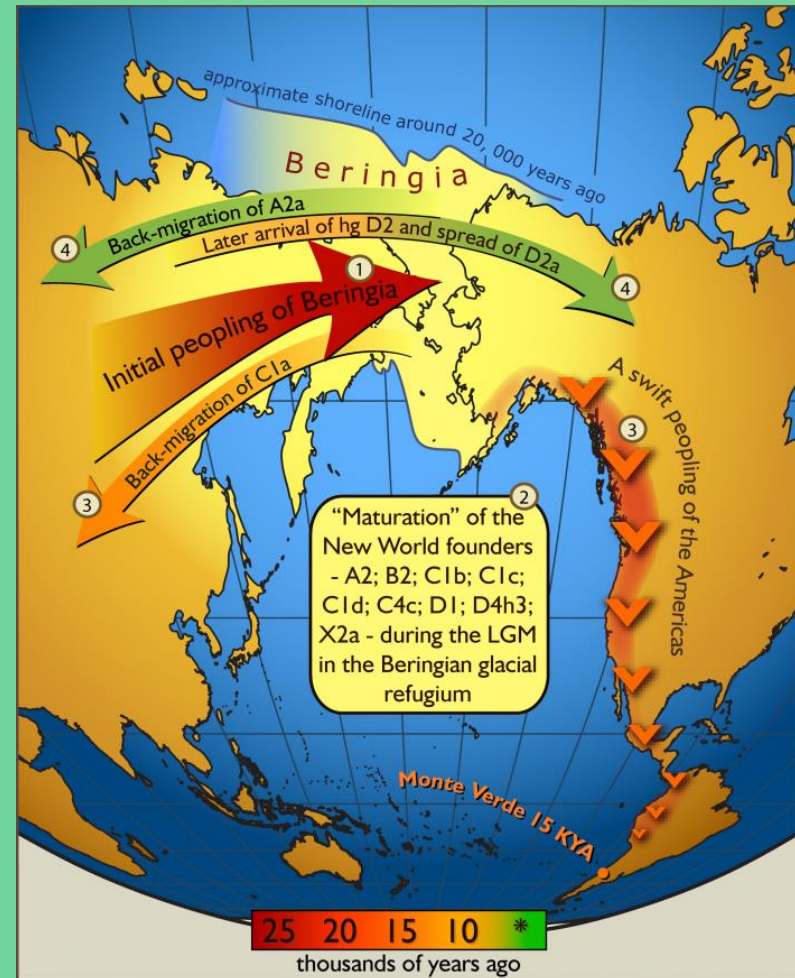 approximate shoreline around 20, 000 years ago
Beringia
Back-migration of A2a
4
Later arrival of hg D2 and spread of D2a
4
1
Initial peopling of Beringia
Back-migration of C1a
3
A swift peopling of the Americas
3
2
“Maturation” of the
New World founders
- A2; B2; C1b; C1c;
C1d; C4c; D1; D4h3;
X2a - during the LGM
in the Beringian glacial
refugium
Monte Verde 15 KYA
25 20 15 10 *
thousands of years ago